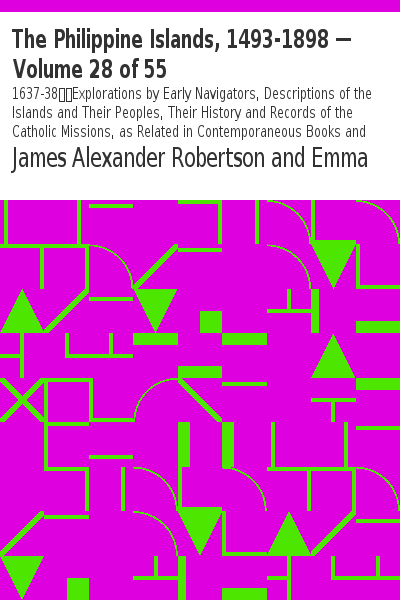 The Philippine Islands, 1493-1898 —
Volume 28 of 55
1637-38▯▯Explorations by Early Navigators, Descriptions of the
Islands and Their Peoples, Their History and Records of the
Catholic Missions, as Related in Contemporaneous Books and
James Alexander Robertson and Emma